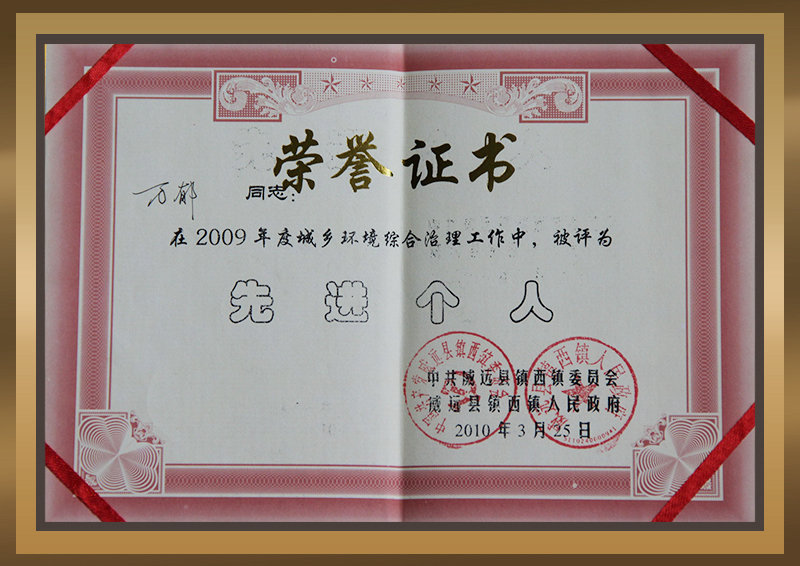 荣誉证书
万郁 同志:
在2009年度城乡环境综合治理工作中，被评为
先进个人
中共威远县镇西镇委员会
威远县镇西镇人民政府
2010年3月25日